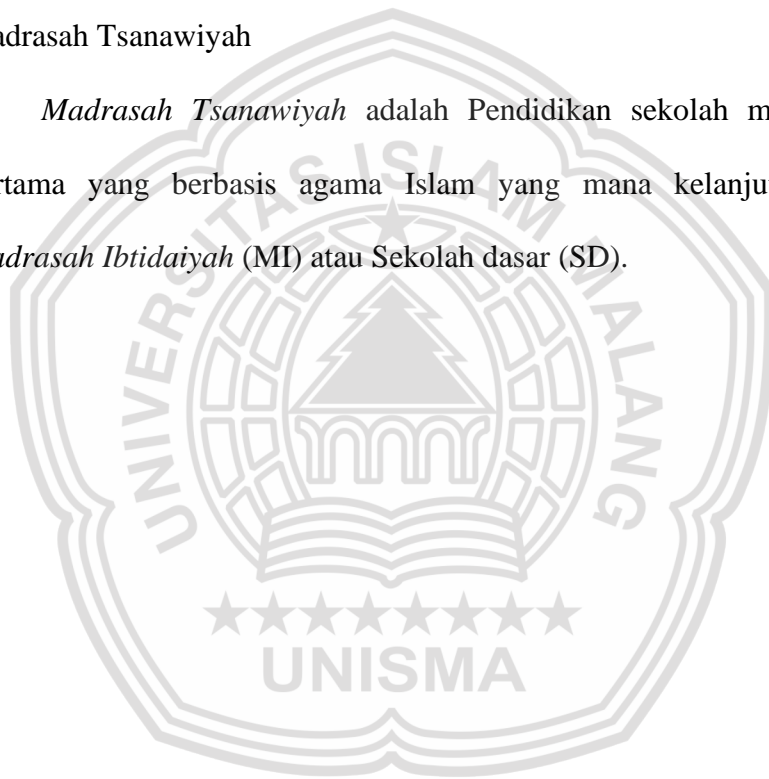 adrasah Tsanawiyah
Madrasah Tsanawiyah adalah Pendidikan sekolah m
rtama yang berbasis agama Islam yang mana kelanju
adrasah Ibtidaiyah (MI) atau Sekolah dasar (SD).
UNIVERSITAS ISLAM MALANG
UNISMA